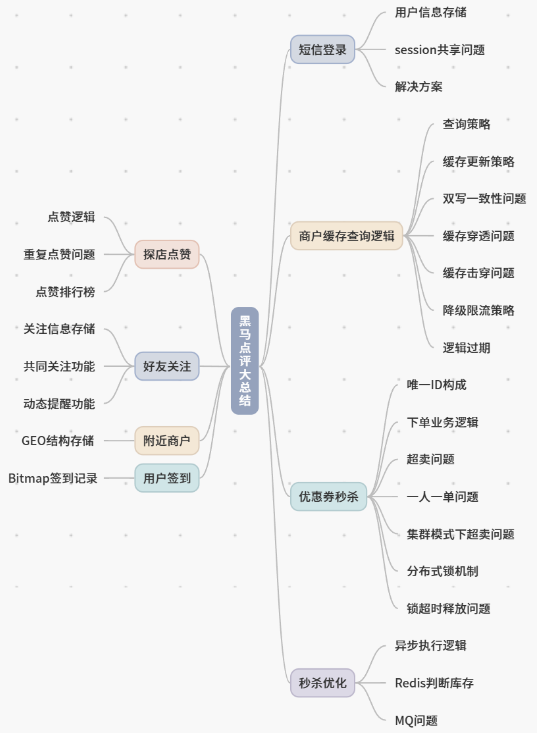 黑马点评大总结
短信登录
用户信息存储
session共享问题
解决方案
商户缓存查询逻辑
查询策略
缓存更新策略
双写一致性问题
缓存穿透问题
缓存击穿问题
降级限流策略
逻辑过期
优惠券秒杀
唯一ID构成
下单业务逻辑
超卖问题
一人一单问题
集群模式下超卖问题
分布式锁机制
锁超时释放问题
秒杀优化
异步执行逻辑
Redis判断库存
MQ问题
探店点赞
点赞逻辑
重复点赞问题
点赞排行榜
好友关注
关注信息存储
共同关注功能
动态提醒功能
附近商户
GEO结构存储
用户签到
Bitmap签到记录